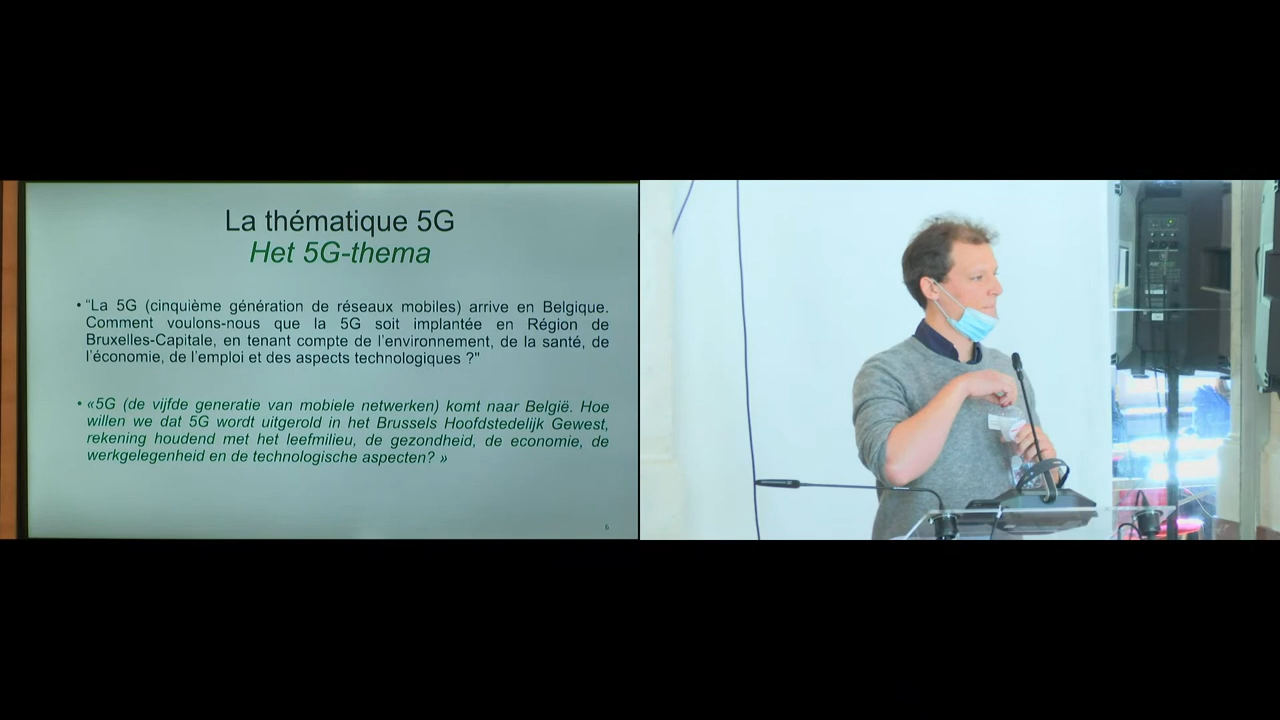 La thématique 5G
Het 5G-thema
• “La 5G (cinquième génération de réseaux mobiles) arrive en Belgique.
Comment voulons-nous que la 5G soit implantée en Région de
Bruxelles-Capitale, en tenant compte de l’environnement, de la santé, de
l’économie, de l’emploi et des aspects technologiques ?"
• «5G (de vijfde generatie van mobiele netwerken) komt naar België. Hoe
willen we dat 5G wordt uitgerold in het Brussels Hoofdstedelijk Gewest,
rekening houdend met het leefmilieu, de gezondheid, de economie, de
werkgelegenheid en de technologische aspecten? »
6